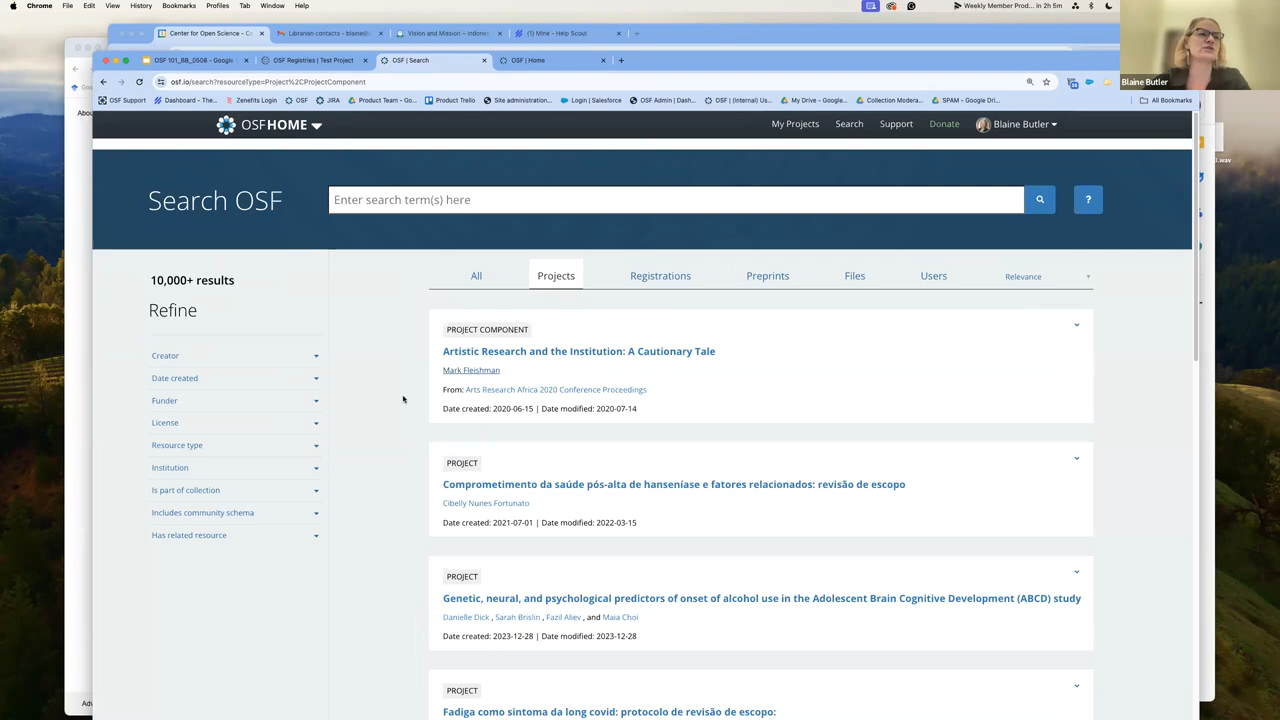 Chrome File Edit View History Bookmarks Profiles Tab Window Help
Weekly Member Prod... in 2h 5m
Center for Open Science - C
Librarian contacts - blaine@
Vision and Mission – Indones
(1) Mine - Help Scout
OSF 101_BB_0508 - Google
OSF Registries | Test Project
OSF | Search
OSF | Home
osf.io/search?resourceType=Project%2CProjectComponent
OSF Support Dashboard - The... Zenefits Login OSF JIRA Product Team - Go... Product Trello Site administration... Login | Salesforce OSF Admin | Dash... OSF | (Internal) Us... My Drive - Google... Collection Modera... SPAM - Google Dri... All Bookmarks
Blaine Butler
OSFHOME
My Projects Search Support Donate Blaine Butler
Search OSF
Enter search term(s) here
?
10,000+ results
Refine
Creator
Date created
Funder
License
Resource type
Institution
Is part of collection
Includes community schema
Has related resource
All Projects Registrations Preprints Files Users Relevance
PROJECT COMPONENT
Artistic Research and the Institution: A Cautionary Tale
Mark Fleishman
From: Arts Research Africa 2020 Conference Proceedings
Date created: 2020-06-15 | Date modified: 2020-07-14
PROJECT
Comprometimento da saúde pós-alta de hanseníase e fatores relacionados: revisão de escopo
Cibelly Nunes Fortunato
Date created: 2021-07-01 | Date modified: 2022-03-15
PROJECT
Genetic, neural, and psychological predictors of onset of alcohol use in the Adolescent Brain Cognitive Development (ABCD) study
Danielle Dick , Sarah Brislin , Fazil Aliev , and Maia Choi
Date created: 2023-12-28 | Date modified: 2023-12-28
PROJECT
Fadiga como sintoma da long covid: protocolo de revisão de escopo: